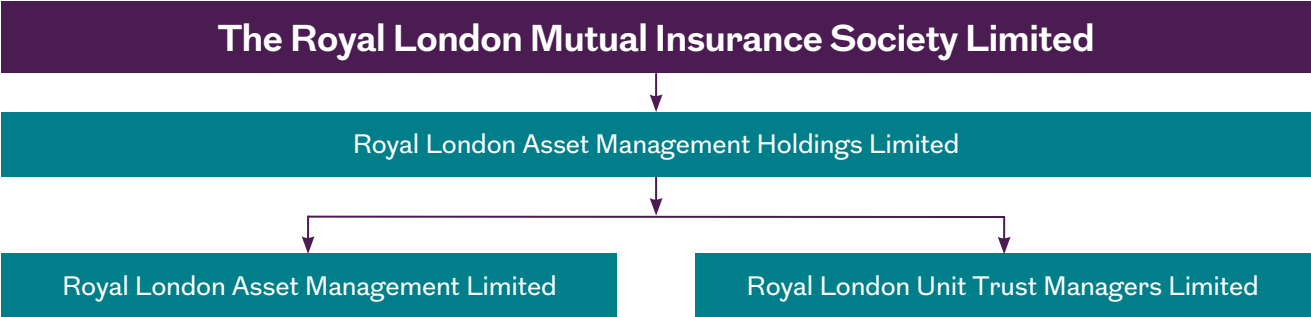 The Royal London Mutual Insurance Society Limited
Royal London Asset Management Holdings Limited
Royal London Asset Management Limited
Royal London Unit Trust Managers Limited